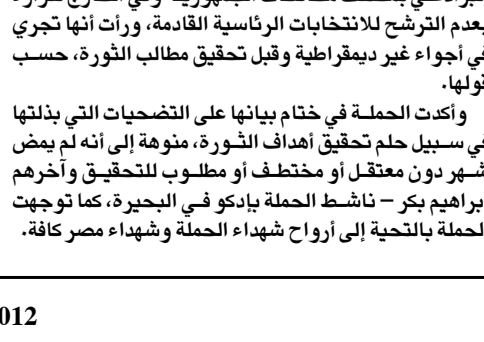 بعدم الترشح للانتخابات الرئاسية القادمة، ورأت أنها تجري
في أجواء غير ديمقراطية وقبل تحقيق مطالب الثورة، حسب
قولها.
وأكدت الحملة في ختام بيانها على التضحيات التي بذلتها
في سبيل حلم تحقيق أهداف الثورة، منوهة إلى أنه لم يمض
شهر دون معتقل أو مختطف أو مطلوب للتحقيق وآخرهم
براهيم بكر – ناشط الحملة بإدكو في البحيرة، كما توجهت
لحملة بالتحية إلى أرواح شهداء الحملة وشهداء مصر كافة.
012